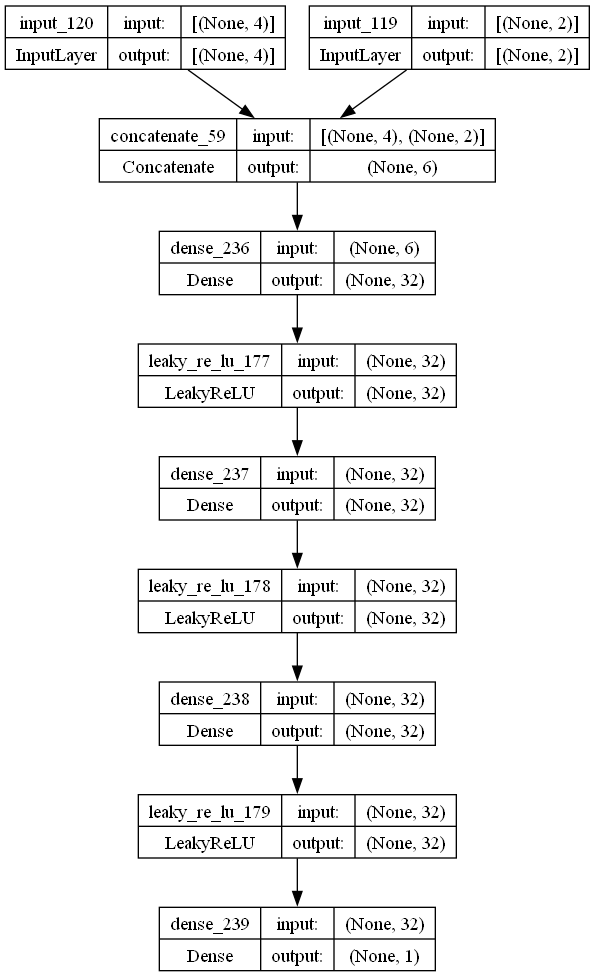 input_120 input: [(None, 4)]
InputLayer output: [(None, 4)]
input_119 input: [(None, 2)]
InputLayer output: [(None, 2)]
concatenate_59 input: [(None, 4), (None, 2)]
Concatenate output: (None, 6)
dense_236 input: (None, 6)
Dense output: (None, 32)
leaky_re_lu_177 input: (None, 32)
LeakyReLU output: (None, 32)
dense_237 input: (None, 32)
Dense output: (None, 32)
leaky_re_lu_178 input: (None, 32)
LeakyReLU output: (None, 32)
dense_238 input: (None, 32)
Dense output: (None, 32)
leaky_re_lu_179 input: (None, 32)
LeakyReLU output: (None, 32)
dense_239 input: (None, 32)
Dense output: (None, 1)